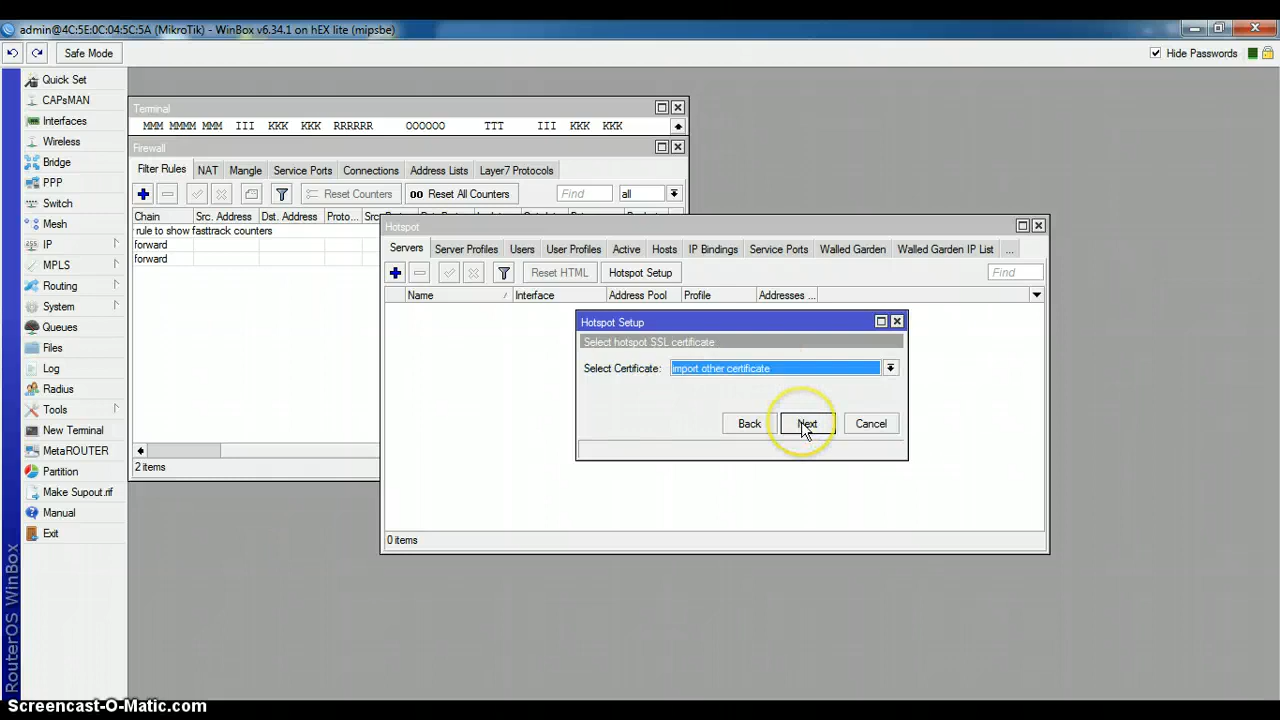 admin@4C:5E:0C:04:5C:5A (MikroTik) - WinBox v6.34.1 on hEX lite (mipsbe)
Safe Mode
Hide Passwords
Quick Set
CAPsMAN
Interfaces
Wireless
Bridge
PPP
Switch
Mesh
IP
MPLS
Routing
System
Queues
Files
Log
Radius
Tools
New Terminal
MetaROUTER
Partition
Make Supout.rif
Manual
Exit
RouterOS WinBox
Terminal
MMM MMMM MMM III KKK KKK RRRRRR OOOOOO TTT III KKK KKK
Firewall
Filter Rules NAT Mangle Service Ports Connections Address Lists Layer7 Protocols
Reset Counters 00 Reset All Counters Find all
Chain Src. Address Dst. Address Proto...
rule to show fasttrack counters
forward
forward
2 items
Hotspot
Servers Server Profiles Users User Profiles Active Hosts IP Bindings Service Ports Walled Garden Walled Garden IP List ...
Reset HTML Hotspot Setup Find
Name / Interface Address Pool Profile Addresses ...
Hotspot Setup
Select hotspot SSL certificate
Select Certificate: import other certificate
Back Next Cancel
0 items
Screencast-O-Matic.com